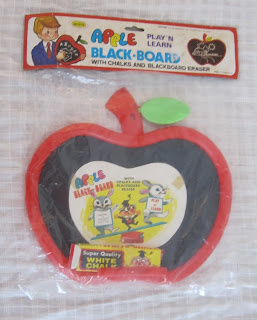 APPLE
PLAY'N
LEARN
BLACK-BOARD
WITH CHALKS AND BLACKBOARD ERASER
APPLE
BLACK-BOARD
WITH CHALKS AND
BLACKBOARD
ERASER
Super Quality
WHITE
CHALK